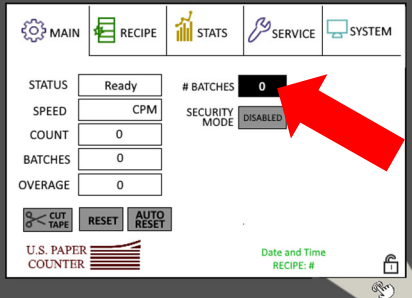 MAIN RECIPE STATS SERVICE SYSTEM
STATUS Ready # BATCHES 0
SPEED CPM SECURITY MODE DISABLED
COUNT 0
BATCHES 0
OVERAGE 0
CUT TAPE RESET AUTO RESET
U.S. PAPER COUNTER
Date and Time
RECIPE: #